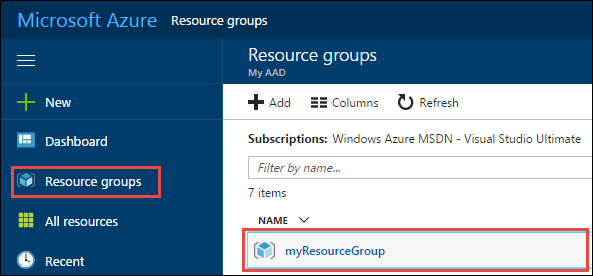 Microsoft Azure Resource groups
Resource groups
My AAD
New
Add Columns Refresh
Dashboard
Subscriptions: Windows Azure MSDN - Visual Studio Ultimate
Filter by name...
Resource groups
7 items
All resources
NAME
myResourceGroup
Recent